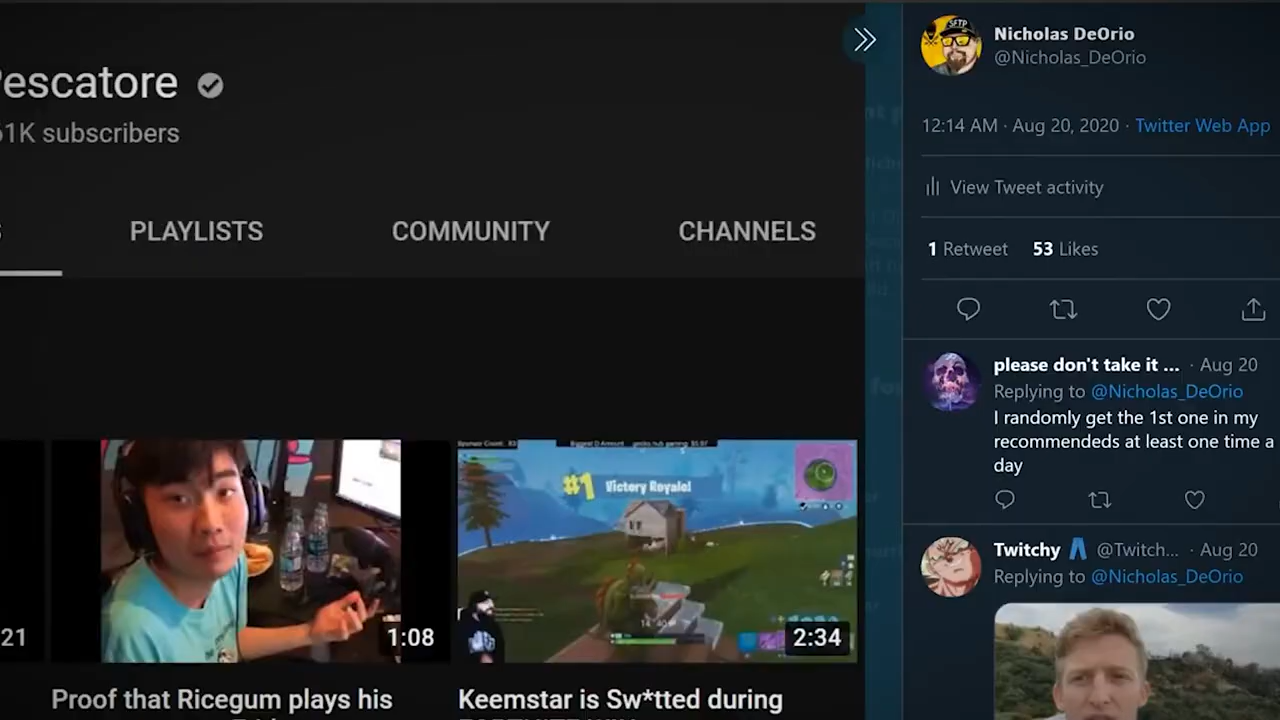 escatore
61K subscribers
PLAYLISTS
COMMUNITY
CHANNELS
21
1:08
#1 Victory Royale!
2:34
Proof that Ricegum plays his
Keemstar is Sw*tted during
Nicholas DeOrio
@Nicholas_DeOrio
12:14 AM · Aug 20, 2020 · Twitter Web App
View Tweet activity
1 Retweet 53 Likes
please don't take it ... · Aug 20
Replying to @Nicholas_DeOrio
I randomly get the 1st one in my
recommendeds at least one time a
day
Twitchy @Twitch... · Aug 20
Replying to @Nicholas_DeOrio
SFTP